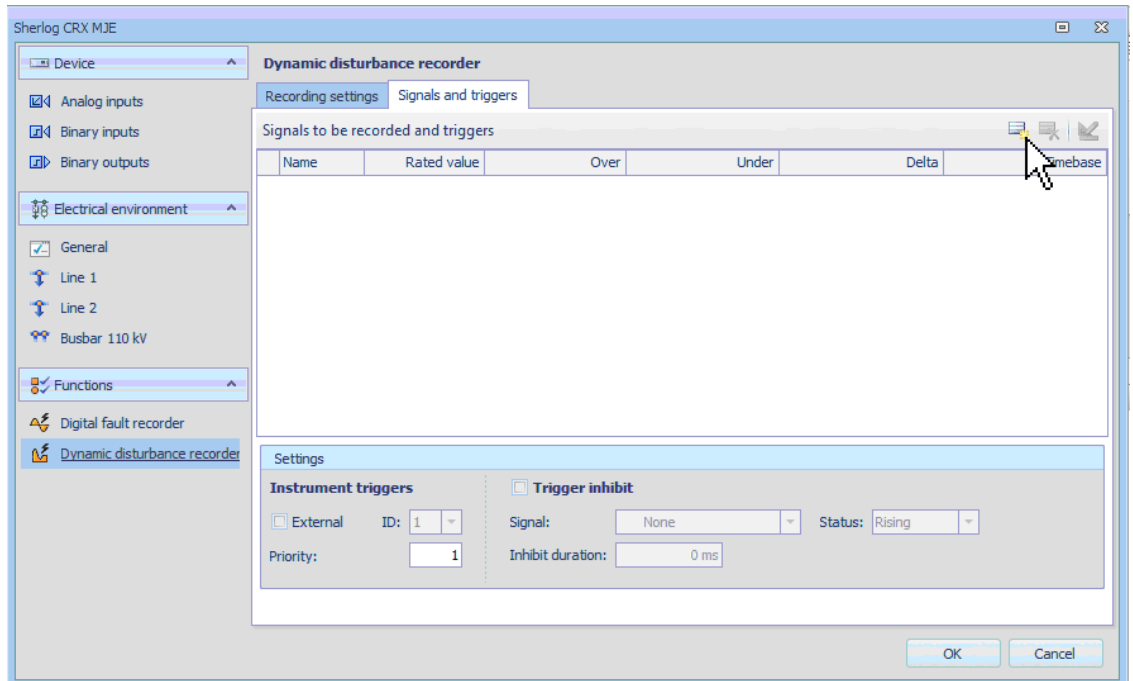 Sherlog CRX MJE
Device
Analog inputs
Binary inputs
Binary outputs
Electrical environment
General
Line 1
Line 2
Busbar 110 kV
Functions
Digital fault recorder
Dynamic disturbance recorder
Dynamic disturbance recorder
Recording settings Signals and triggers
Signals to be recorded and triggers
Name Rated value Over Under Delta
Settings
Instrument triggers Trigger inhibit
External ID: 1 Signal: None Status: Rising
Priority: 1 Inhibit duration: 0 ms
OK Cancel